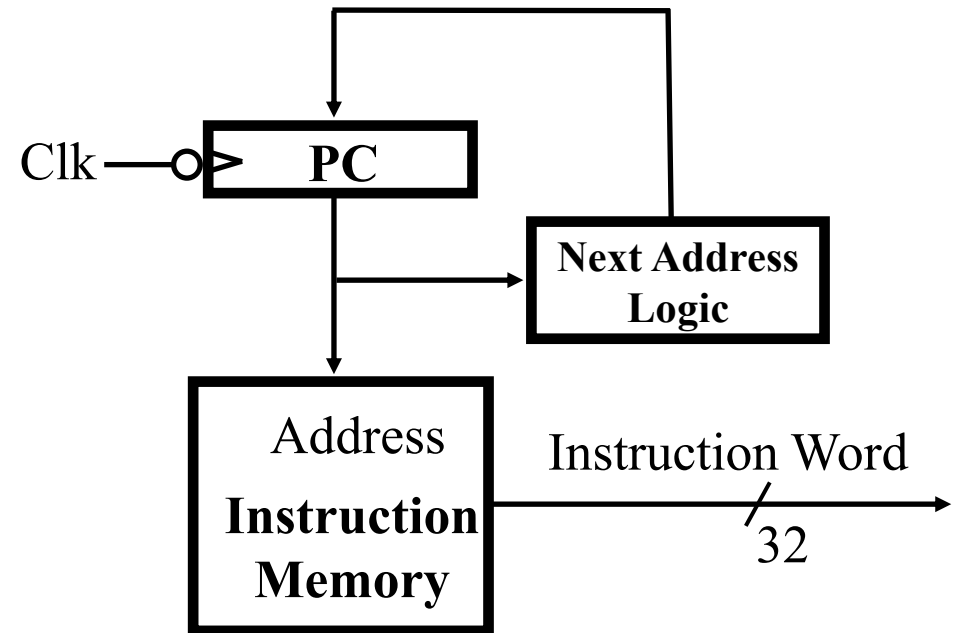 Clk
PC
Next Address
Logic
Address
Instruction
Memory
Instruction Word
32